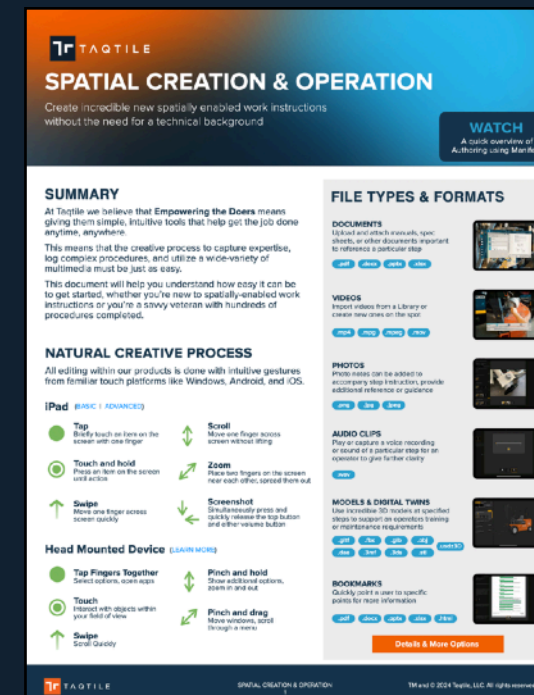 TAQTILE
SPATIAL CREATION & OPERATION
Create incredible new spatially enabled work instructions
without the need for a technical background
WATCH
A quick overview of
Authoring using Manife
SUMMARY
At Taqtile we believe that Empowering the Doers means
giving them simple, intuitive tools that help get the job done
anytime, anywhere.
This means that the creative process to capture expertise,
log complex procedures, and utilize a wide-variety of
multimedia must be just as easy.
This document will help you understand how easy it can be
to get started, whether you're new to spatially-enabled work
instructions or you're a savvy veteran with hundreds of
procedures completed.
NATURAL CREATIVE PROCESS
All editing within our products is done with intuitive gestures
from familiar touch platforms like Windows, Android, and iOS.
iPad (BASIC | ADVANCED)
Tap
Briefly touch an item on the
screen with one finger
Touch and hold
Press an item on the screen
until action
Swipe
Move one finger across
screen quickly
Scroll
Move one finger across
screen without lifting
Zoom
Place two fingers on the screen
near each other, spread them out
Screenshot
Simultaneously press and
quickly release the top button
and either volume button
Head Mounted Device (LEARN MORE)
Tap Fingers Together
Select options, open apps
Touch
Interact with objects within
your field of view
Swipe
Scroll Quickly
Pinch and hold
Show additional options,
zoom in and out
Pinch and drag
Move windows, scroll
through a menu
FILE TYPES & FORMATS
DOCUMENTS
Upload and attach manuals, spec
sheets, or other documents important
to reference a particular step
.pdf .docx .pptx .xlsx
VIDEOS
Import videos from a Library or
create new ones on the spot
.mp4 .mpg .mpeg .mov
PHOTOS
Photo notes can be added to
accompany step instruction, provide
additional reference or guidance
.png .jpg .jpeg
AUDIO CLIPS
Play or capture a voice recording
or sound of a particular step for an
operator to give further clarity
.wav
MODELS & DIGITAL TWINS
Use incredible 3D models at specified
steps to support an operators training
or maintenance requirements
.gltf .fbx .glb .obj
.dae .3mf .3ds .stl
BOOKMARKS
Quickly point a user to specific
points for more information
.pdf .docx .pptx .xlsx .html
Details & More Options
TAQTILE
SPATIAL CREATION & OPERATION
1
TM and © 2024 Taqtile, LLC. All rights reserve